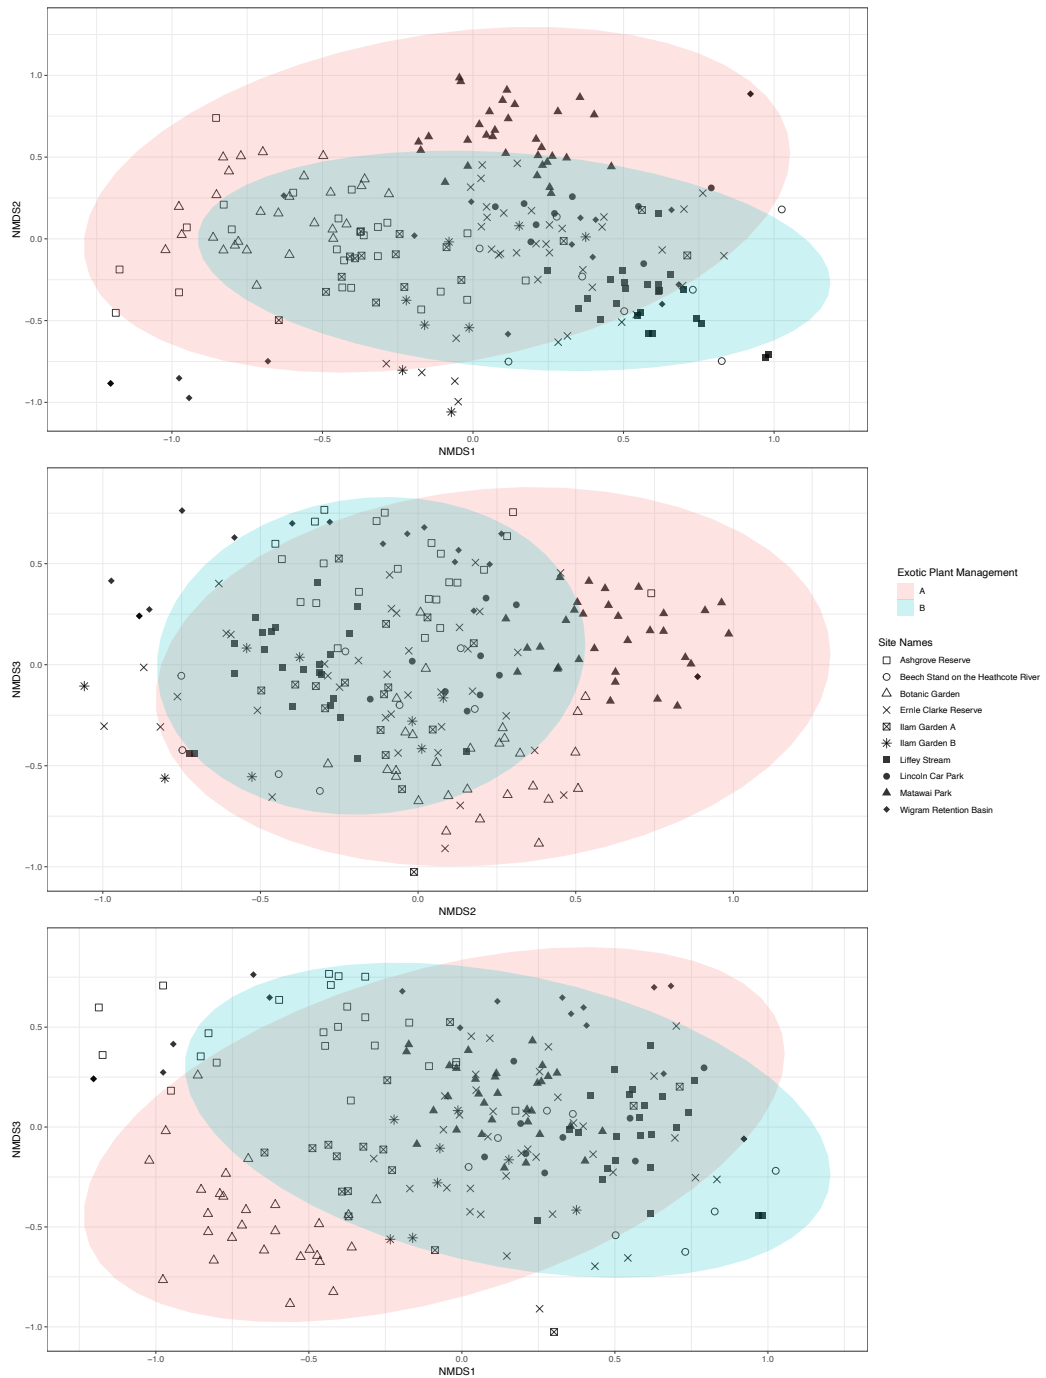 1.0
0.5
0.0
−0.5
−1.0
NMDS2
−1.0
−0.5
0.0
0.5
1.0
NMDS1
0.5
0.0
−0.5
−1.0
NMDS3
−1.0
−0.5
0.0
0.5
1.0
NMDS2
Exotic Plant Management
A
B
Site Names
Ashgrove Reserve
Beech Stand on the Heathcote River
Botanic Garden
Ernle Clarke Reserve
Ilam Garden A
Ilam Garden B
Liffey Stream
Lincoln Car Park
Matawai Park
Wigram Retention Basin
0.5
0.0
−0.5
−1.0
NMDS3
−1.0
−0.5
0.0
0.5
1.0
NMDS1